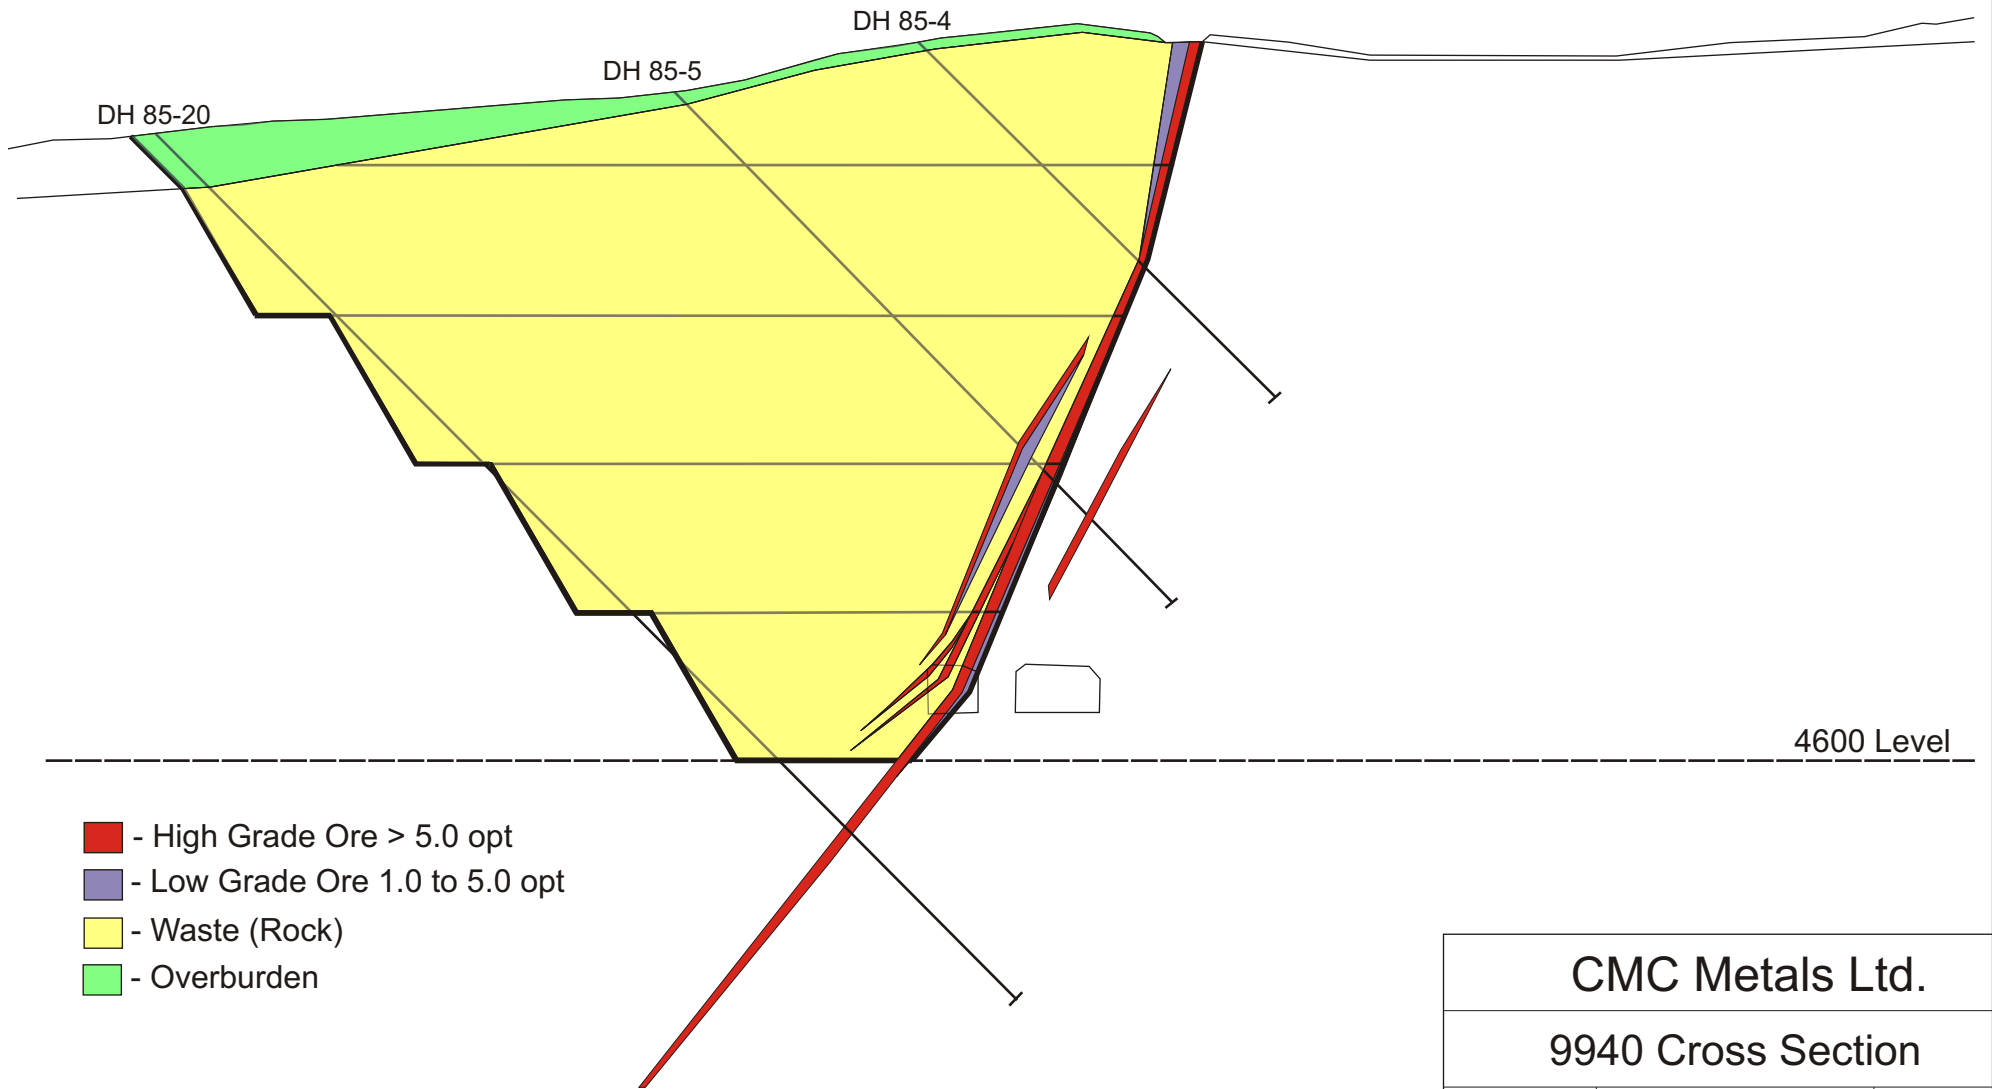 DH 85-4
DH 85-5
DH 85-20
4600 Level
- High Grade Ore > 5.0 opt
- Low Grade Ore 1.0 to 5.0 opt
- Waste (Rock)
- Overburden
CMC Metals Ltd.
9940 Cross Section